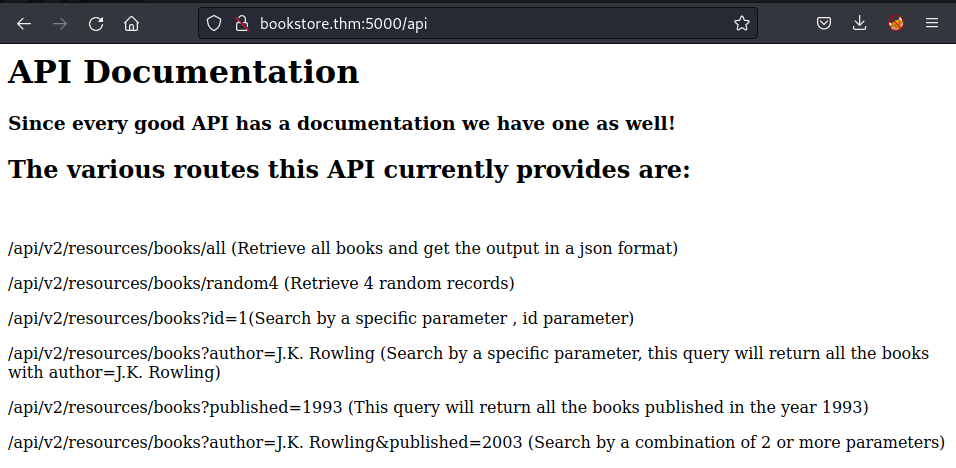 bookstore.thm:5000/api
API Documentation
Since every good API has a documentation we have one as well!
The various routes this API currently provides are:
/api/v2/resources/books/all (Retrieve all books and get the output in a json format)
/api/v2/resources/books/random4 (Retrieve 4 random records)
/api/v2/resources/books?id=1(Search by a specific parameter , id parameter)
/api/v2/resources/books?author=J.K. Rowling (Search by a specific parameter, this query will return all the books
with author=J.K. Rowling)
/api/v2/resources/books?published=1993 (This query will return all the books published in the year 1993)
/api/v2/resources/books?author=J.K. Rowling&published=2003 (Search by a combination of 2 or more parameters)